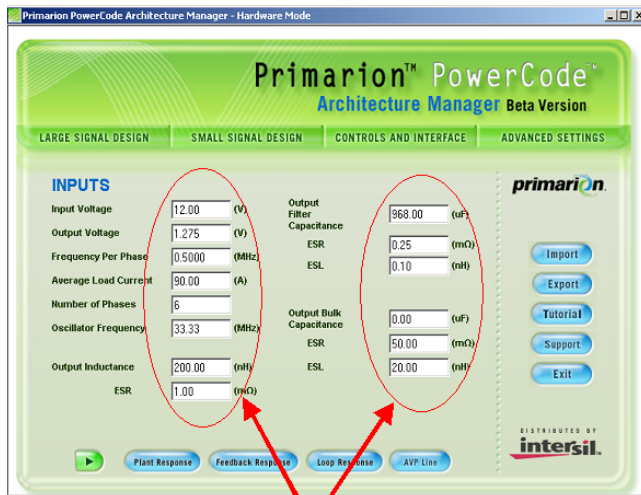 Primarion PowerCode Architecture Manager - Hardware Mode
Primarion™ PowerCode™
Architecture Manager Beta Version
LARGE SIGNAL DESIGN SMALL SIGNAL DESIGN CONTROLS AND INTERFACE ADVANCED SETTINGS
INPUTS
Input Voltage 12.00 (V)
Output Voltage 1.275 (V)
Frequency Per Phase 0.5000 (MHz)
Average Load Current 90.00 (A)
Number of Phases 6
Oscillator Frequency 33.33 (MHz)
Output Inductance 200.00 (nH)
ESR 1.00 (mΩ)
Output
Filter
Capacitance 968.00 (uF)
ESR 0.25 (mΩ)
ESL 0.10 (nH)
Output Bulk
Capacitance 0.00 (uF)
ESR 50.00 (mΩ)
ESL 20.00 (nH)
primarion.
Import
Export
Tutorial
Support
Exit
DISTRIBUTED BY
intersil.
Plant Response Feedback Response Loop Response AVP Line